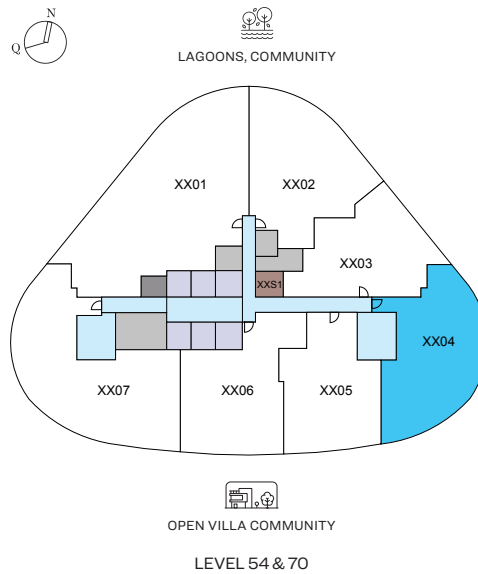 N
Q
LAGOONS, COMMUNITY
XX01
XX02
XX03
XXS1
XX04
XX07
XX06
XX05
OPEN VILLA COMMUNITY
LEVEL 54 & 70